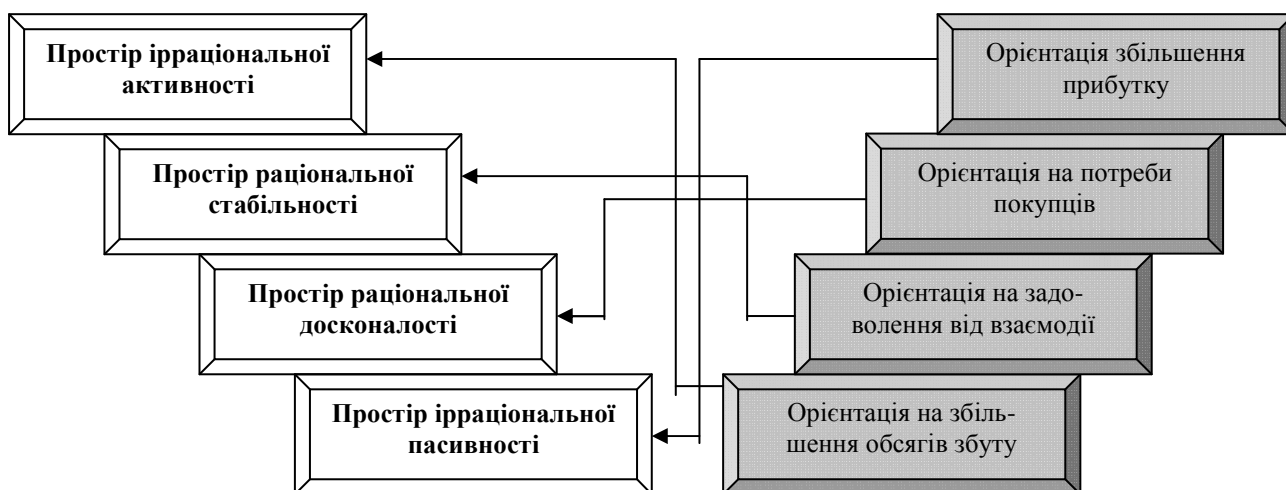 Простір ірраціональної
активності
Орієнтація збільшення
прибутку
Простір раціональної
стабільності
Орієнтація на потреби
покупців
Простір раціональної
досконалості
Орієнтація на задо-
волення від взаємодії
Простір ірраціональної
пасивності
Орієнтація на збіль-
шення обсягів збуту